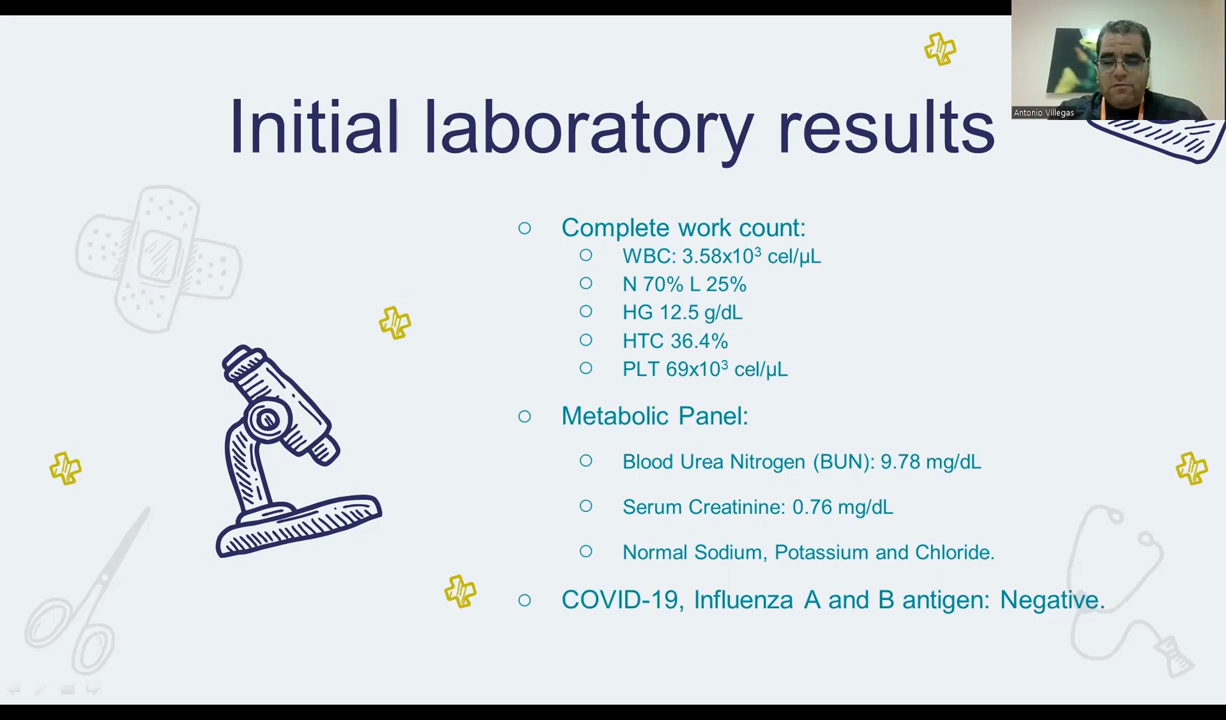 Antonio Villegas
Initial laboratory results
Complete work count:
WBC: 3.58x10³ cel/µL
N 70% L 25%
HG 12.5 g/dL
HTC 36.4%
PLT 69x10³ cel/µL
Metabolic Panel:
Blood Urea Nitrogen (BUN): 9.78 mg/dL
Serum Creatinine: 0.76 mg/dL
Normal Sodium, Potassium and Chloride.
COVID-19, Influenza A and B antigen: Negative.